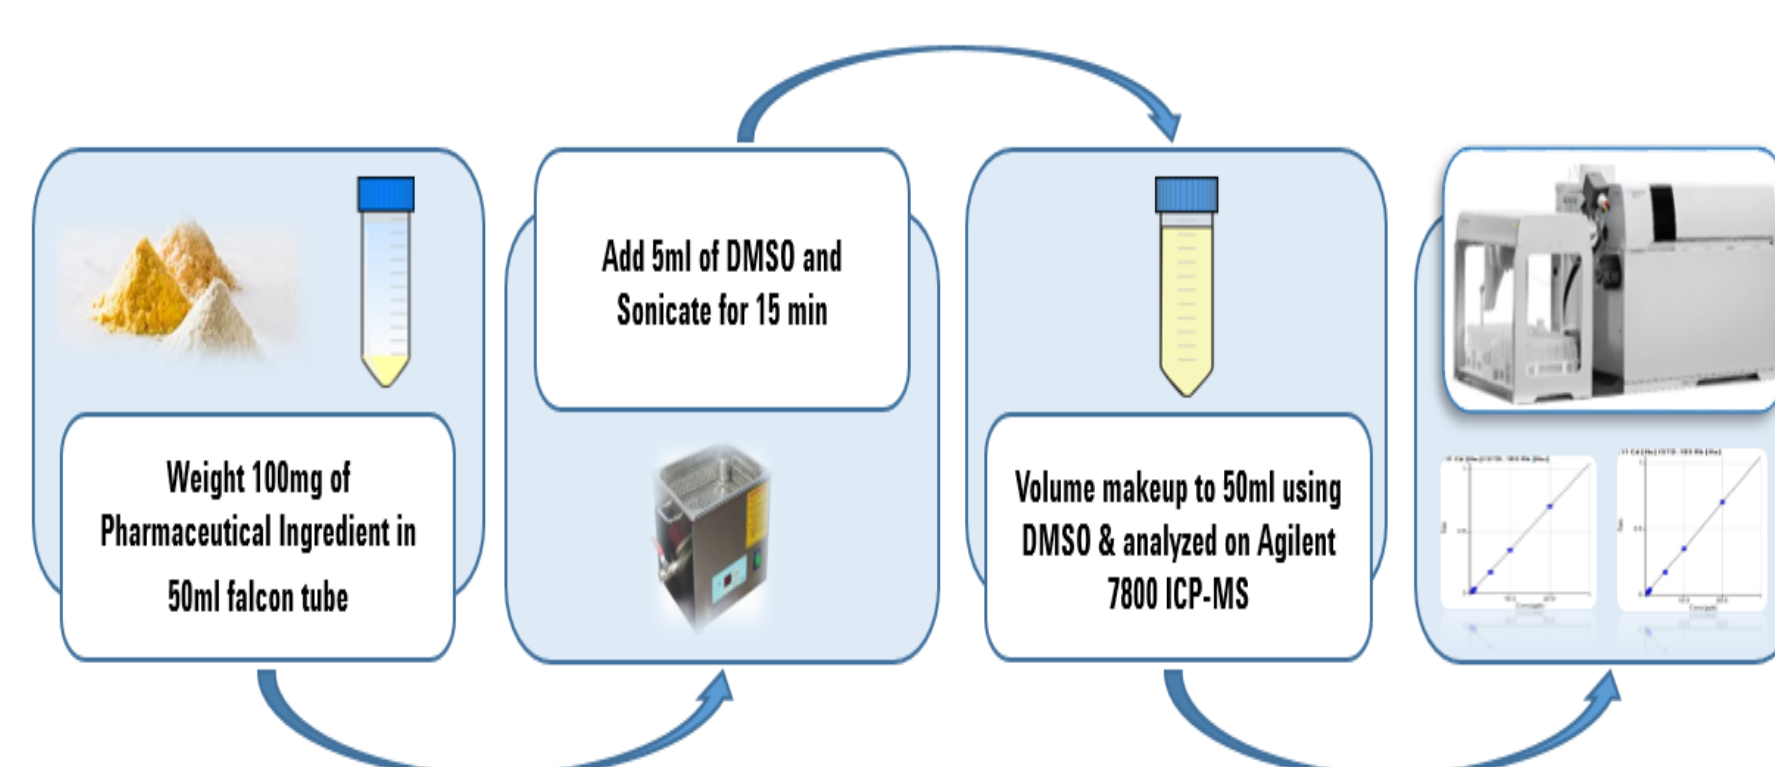 Weight 100mg of
Pharmaceutical Ingredient in
50ml falcon tube
Add 5ml of DMSO and
Sonicate for 15 min
Volume makeup to 50ml using
DMSO & analyzed on Agilent
7800 ICP-MS